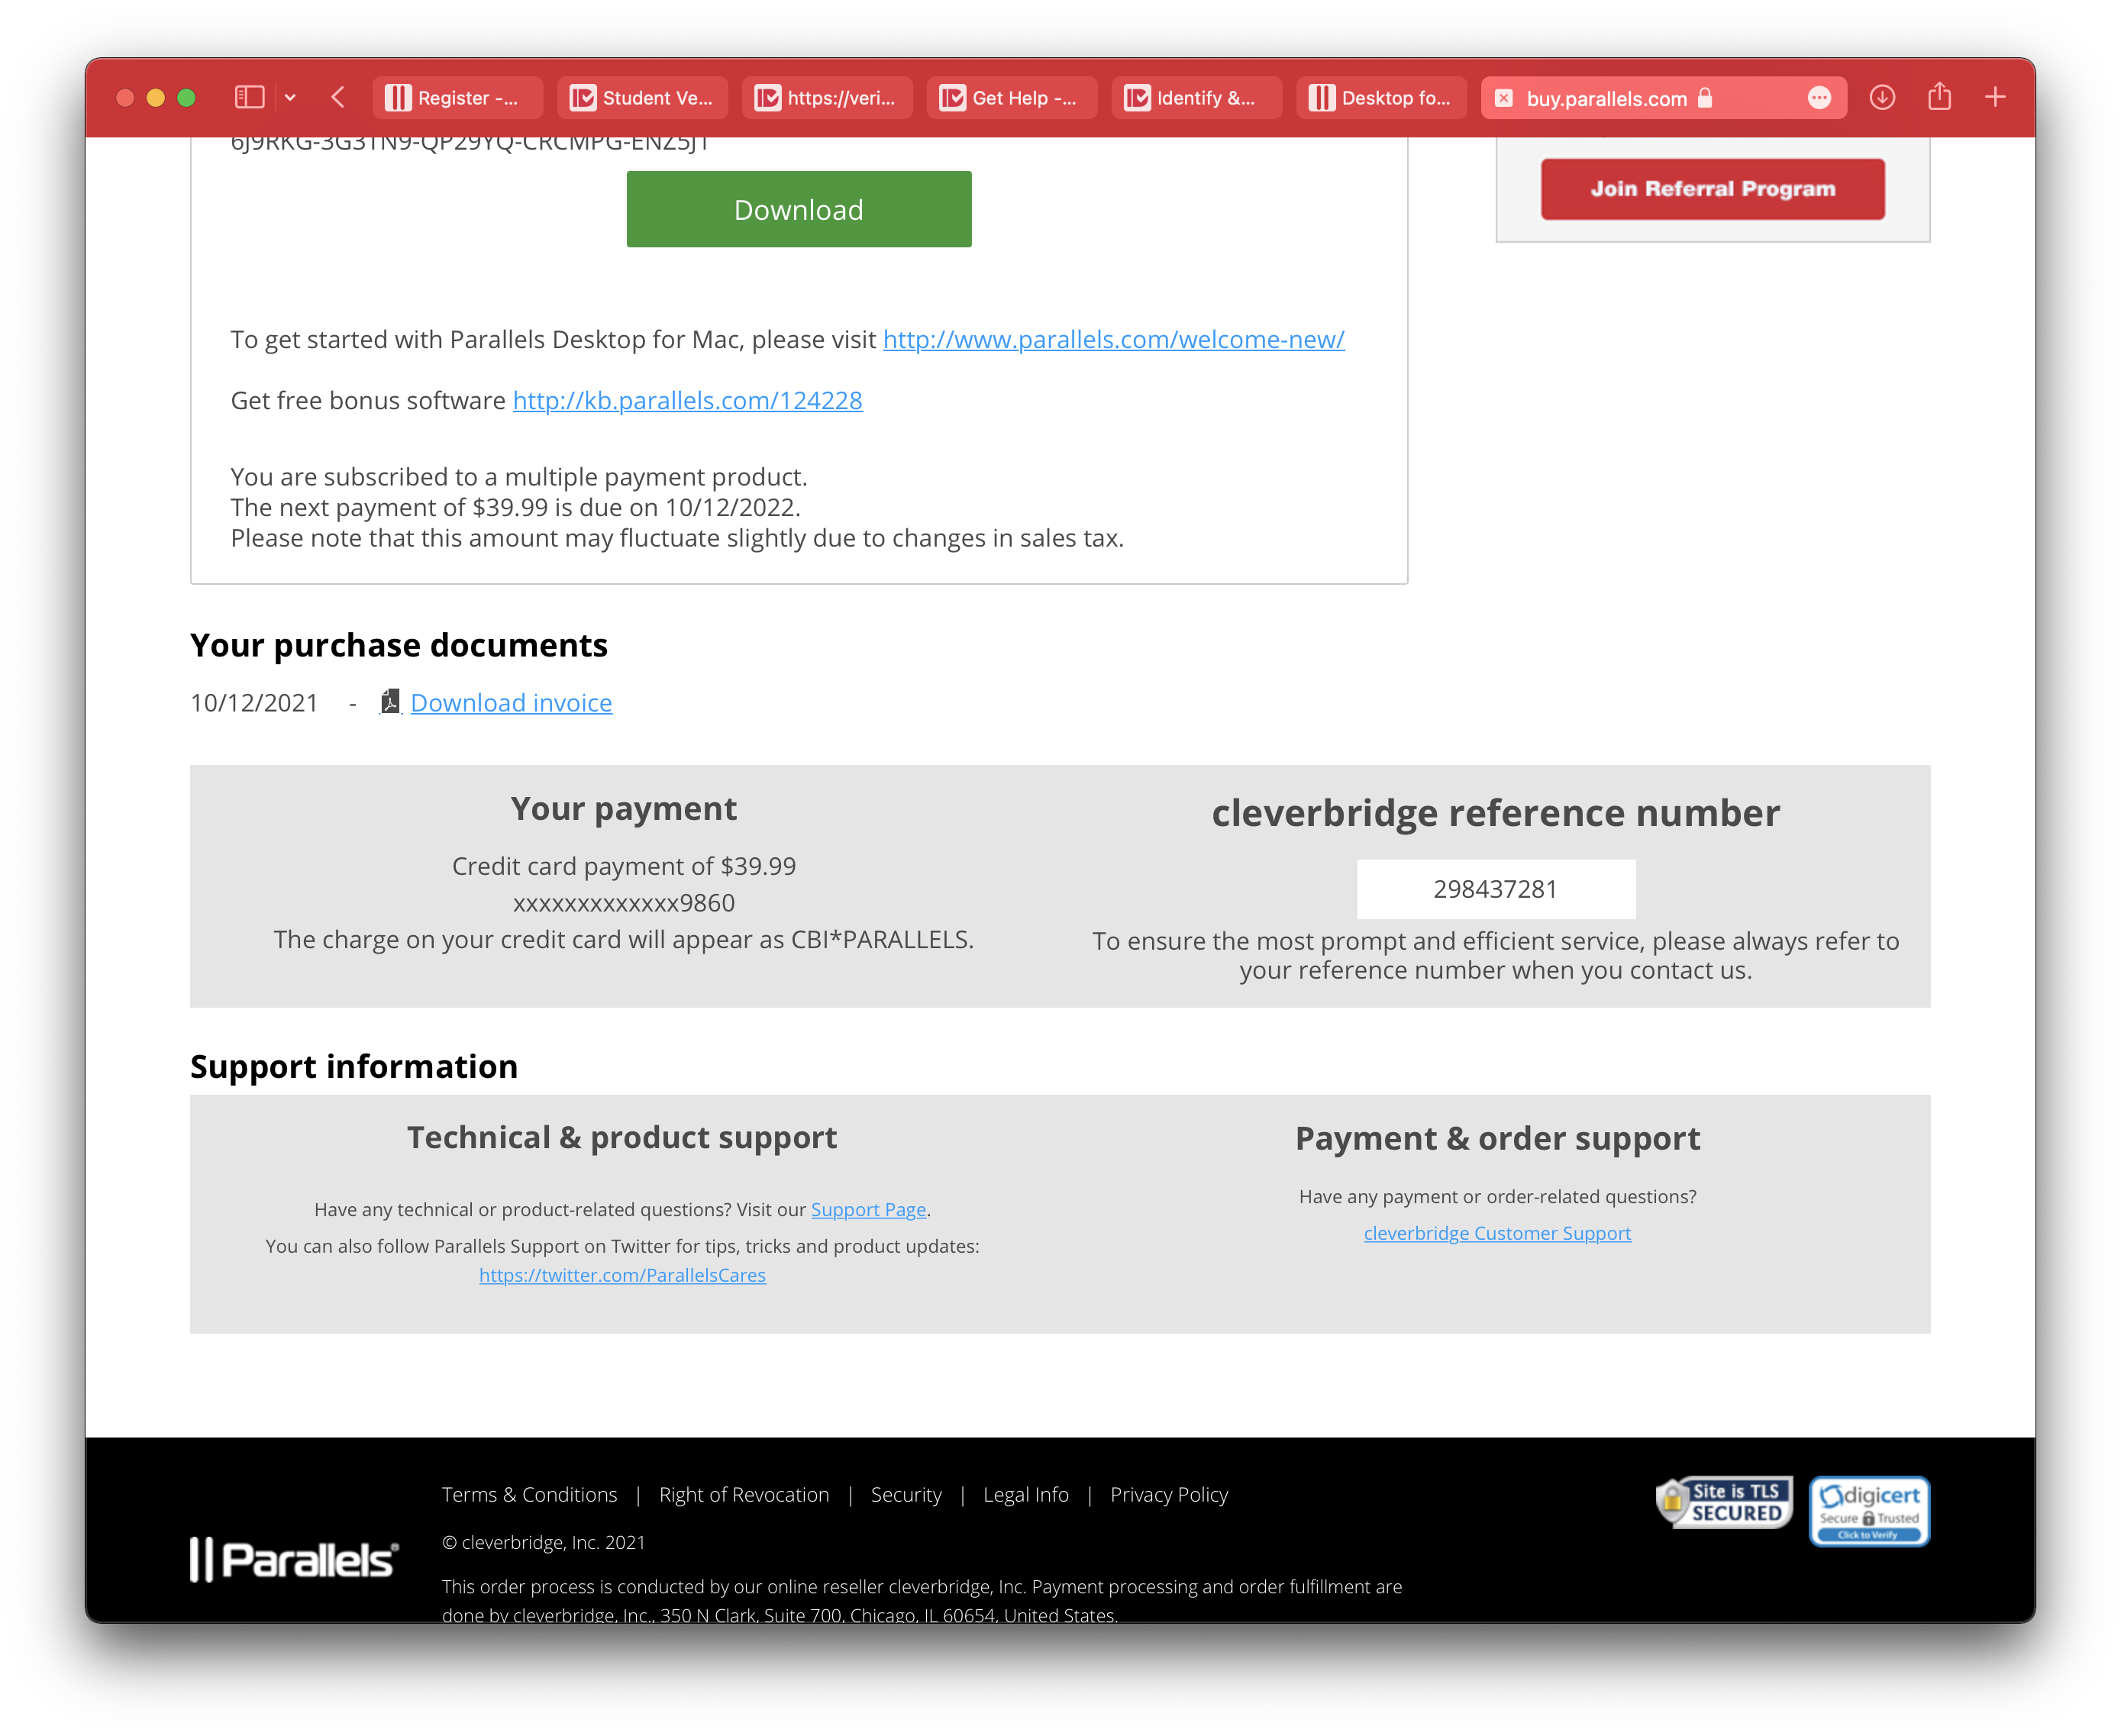 Register -...
Student Ve...
https://veri...
Get Help -...
Identify &...
Desktop fo...
buy.parallels.com
Join Referral Program
Download
To get started with Parallels Desktop for Mac, please visit http://www.parallels.com/welcome-new/
Get free bonus software http://kb.parallels.com/124228
You are subscribed to a multiple payment product.
The next payment of $39.99 is due on 10/12/2022.
Please note that this amount may fluctuate slightly due to changes in sales tax.
Your purchase documents
10/12/2021 - Download invoice
Your payment
Credit card payment of $39.99
xxxxxxxxxxxxx9860
The charge on your credit card will appear as CBI*PARALLELS.
cleverbridge reference number
298437281
To ensure the most prompt and efficient service, please always refer to
your reference number when you contact us.
Support information
Technical & product support
Have any technical or product-related questions? Visit our Support Page.
You can also follow Parallels Support on Twitter for tips, tricks and product updates:
https://twitter.com/ParallelsCares
Payment & order support
Have any payment or order-related questions?
cleverbridge Customer Support
Terms & Conditions | Right of Revocation | Security | Legal Info | Privacy Policy
© cleverbridge, Inc. 2021
Parallels®
This order process is conducted by our online reseller cleverbridge, Inc. Payment processing and order fulfillment are
done by cleverbridge, Inc., 350 N Clark, Suite 700, Chicago, IL 60654, United States.
Site is TLS
SECURED
digicert
Secure Trusted
Click to Verify